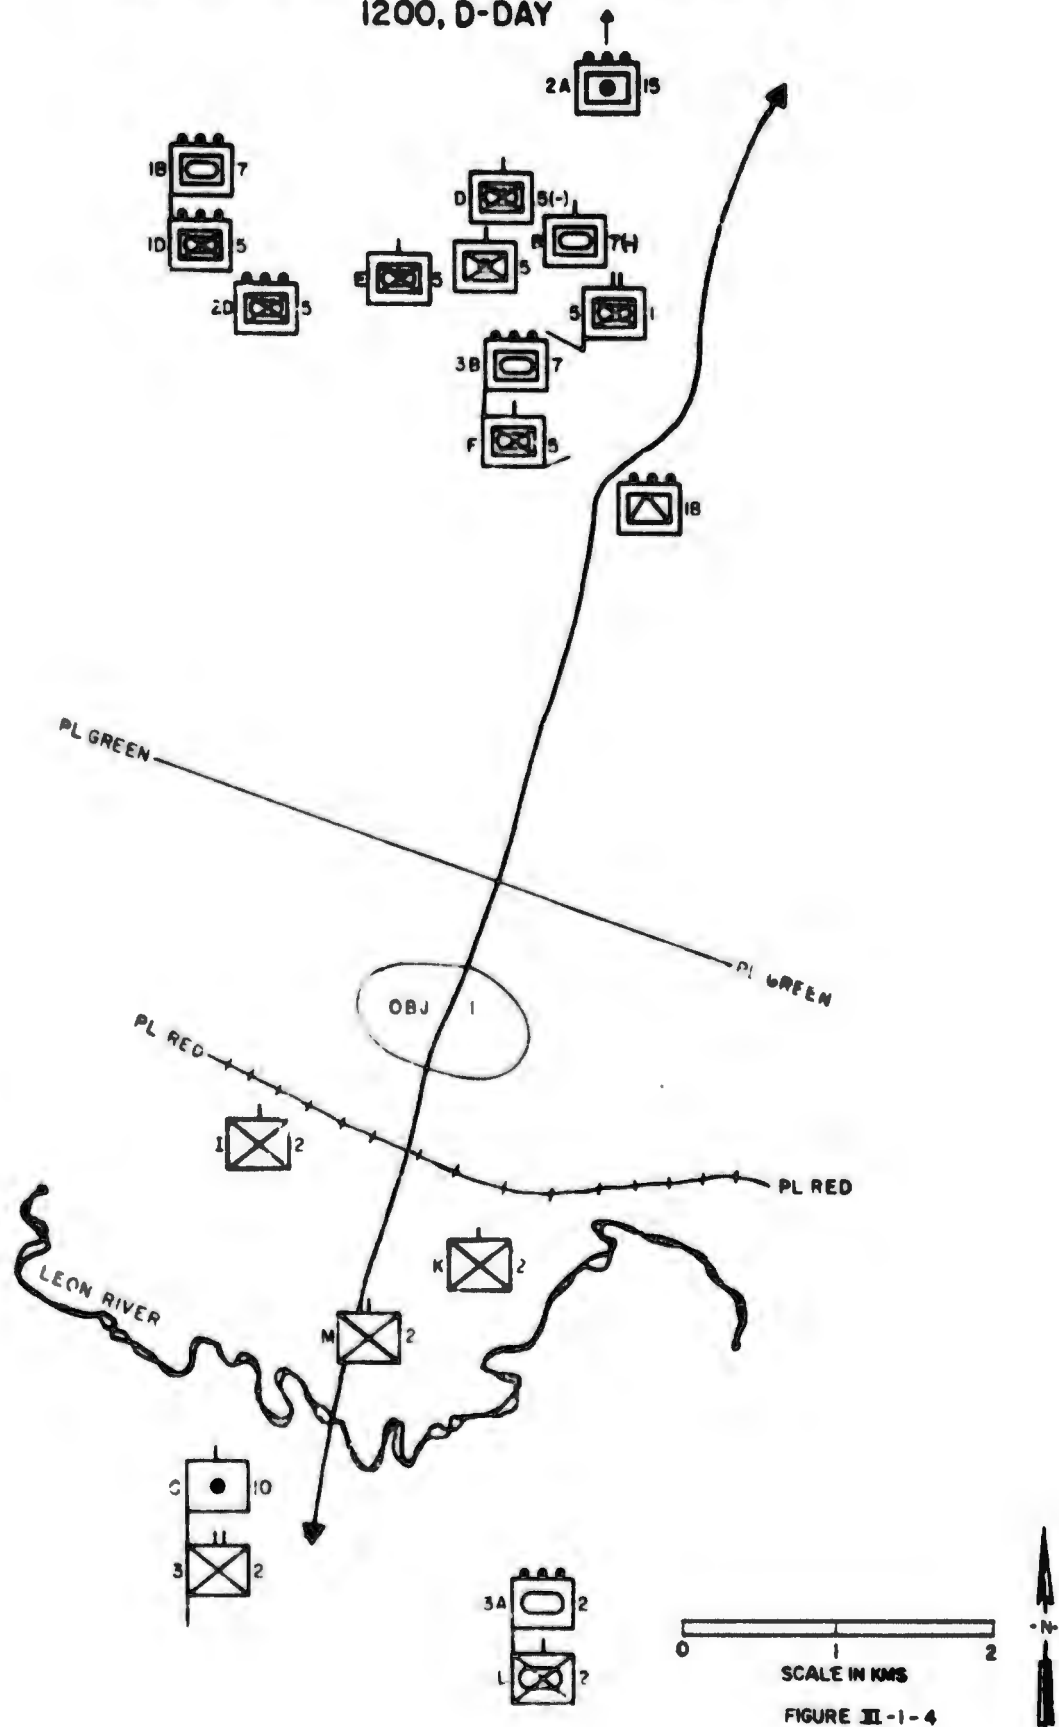 1200, D-DAY
2A 15
1B 7
D 5(-)
1D 5
E 5
5
5 1
2D 5
3B 7
F 5
18
PL GREEN
PL GREEN
OBJ 1
PL RED
I 2
PL RED
K 2
LEON RIVER
M 2
10
3 2
3A 2
L 2
-N-
0 1 2
SCALE IN KMS
FIGURE III-1-4